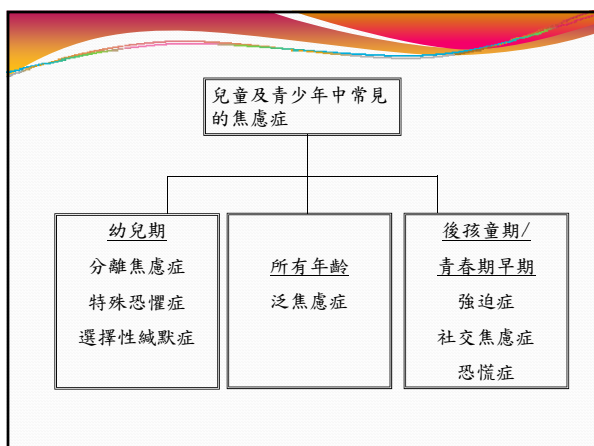 兒童及青少年中常見
的焦慮症
幼兒期
分離焦慮症
特殊恐懼症
選擇性緘默症
所有年齡
泛焦慮症
後孩童期/
青春期早期
強迫症
社交焦慮症
恐慌症